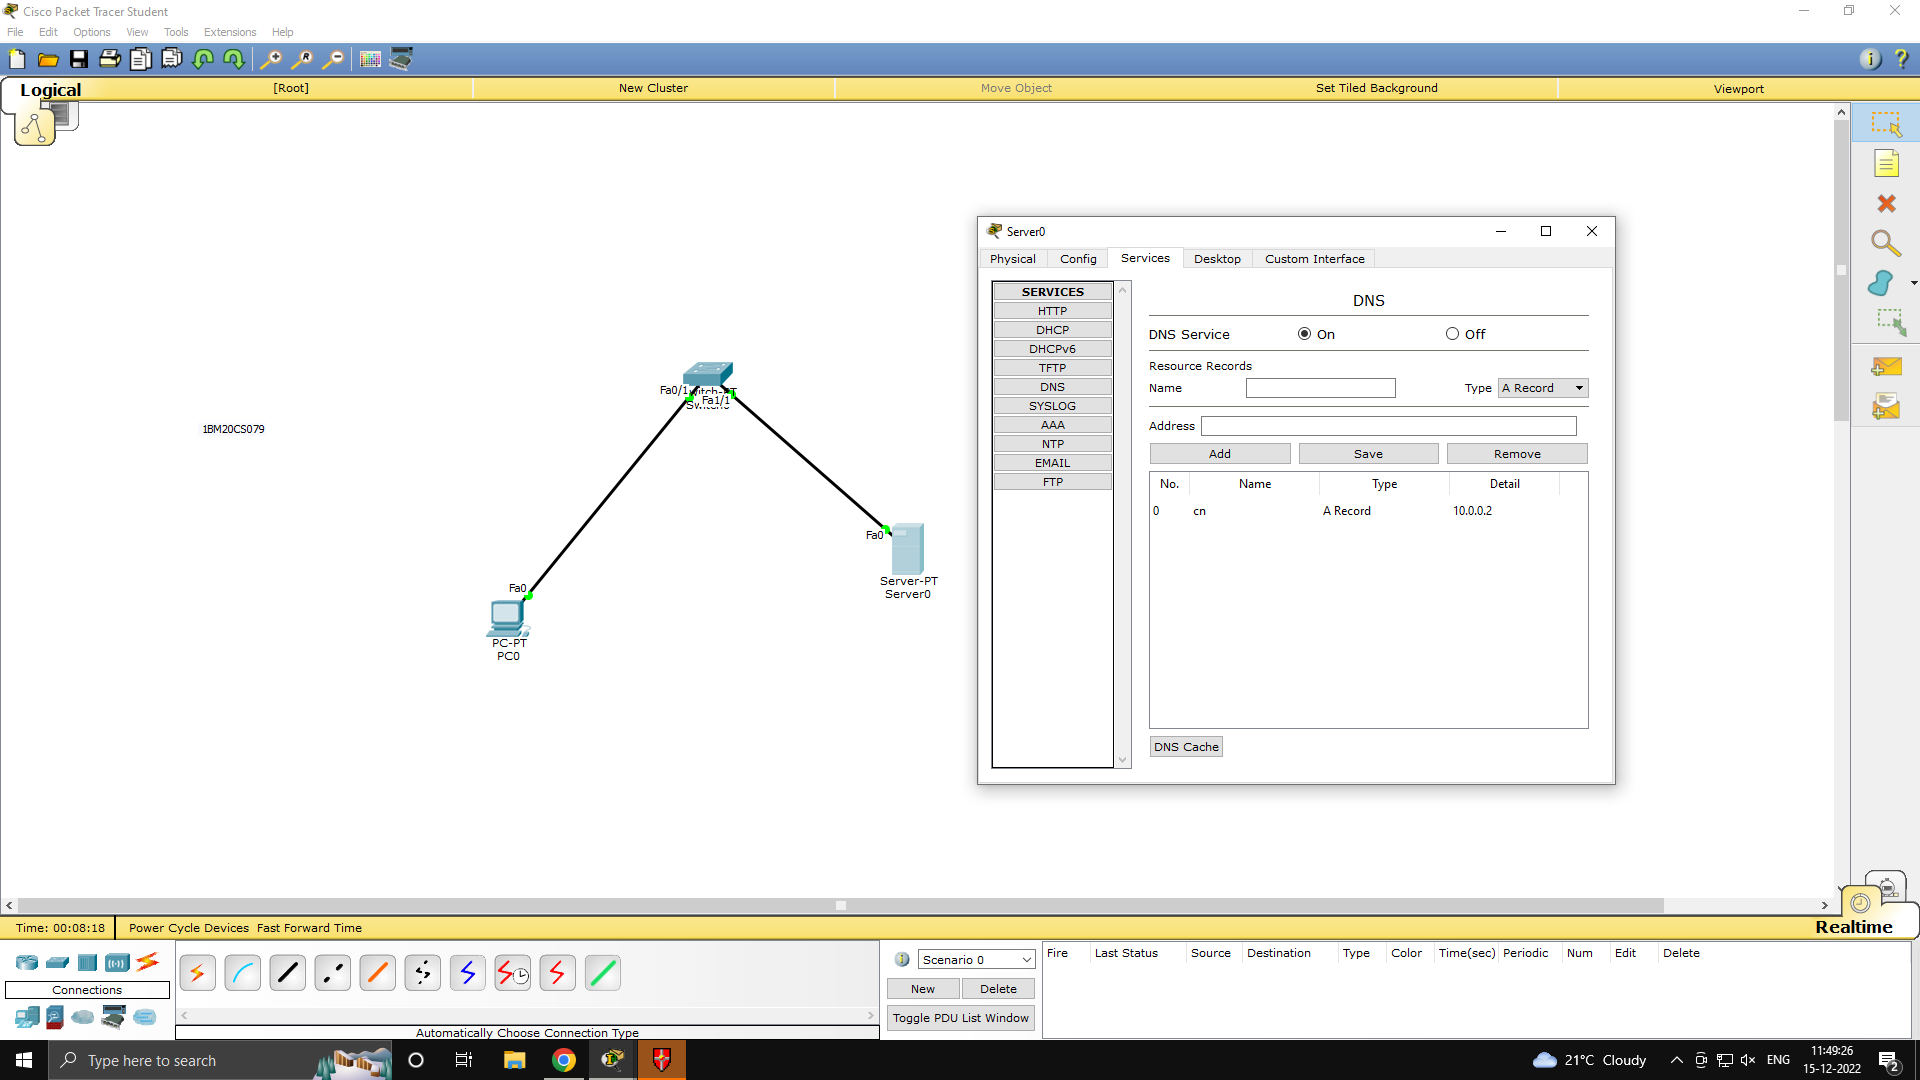 Cisco Packet Tracer Student
File Edit Options View Tools Extensions Help
Logical [Root] New Cluster Move Object Set Tiled Background Viewport
Server0
Physical Config Services Desktop Custom Interface
SERVICES
HTTP
DHCP
DHCPv6
TFTP
DNS
SYSLOG
AAA
NTP
EMAIL
FTP
DNS
DNS Service On Off
Resource Records
Name Type A Record
Address
Add Save Remove
No. Name Type Detail
0 cn A Record 10.0.0.2
DNS Cache
Fa0/1
Fa1/1
1BM20CS079
Fa0
Server-PT
Server0
Fa0
PC-PT
PC0
Time: 00:08:18 Power Cycle Devices Fast Forward Time Realtime
Connections
Automatically Choose Connection Type
Scenario 0
New Delete
Toggle PDU List Window
Fire Last Status Source Destination Type Color Time(sec) Periodic Num Edit Delete
Type here to search
21°C Cloudy ENG
11:49:26
15-12-2022
2